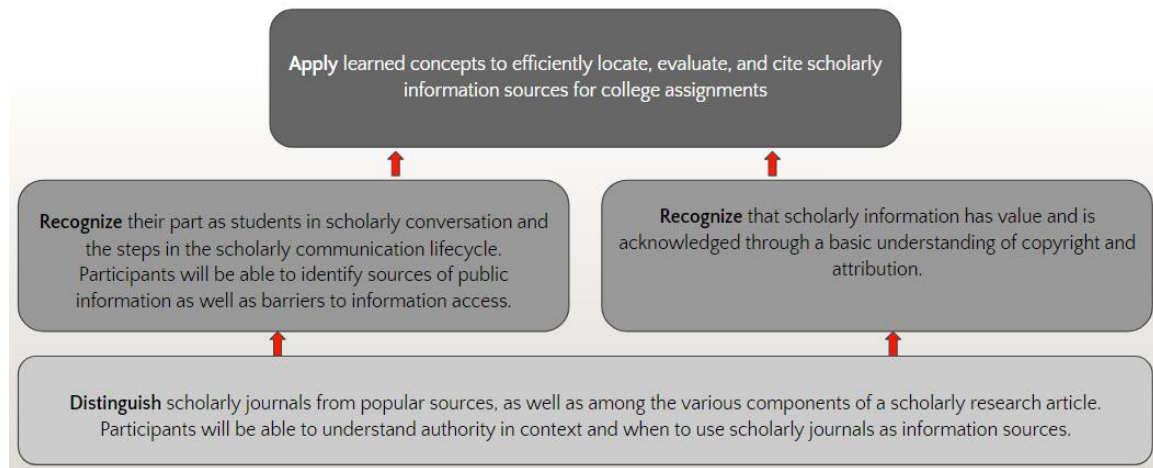 Apply learned concepts to efficiently locate, evaluate, and cite scholarly
information sources for college assignments
Recognize their part as students in scholarly conversation and
the steps in the scholarly communication lifecycle.
Participants will be able to identify sources of public
information as well as barriers to information access.
Recognize that scholarly information has value and is
acknowledged through a basic understanding of copyright and
attribution.
Distinguish scholarly journals from popular sources, as well as among the various components of a scholarly research article.
Participants will be able to understand authority in context and when to use scholarly journals as information sources.